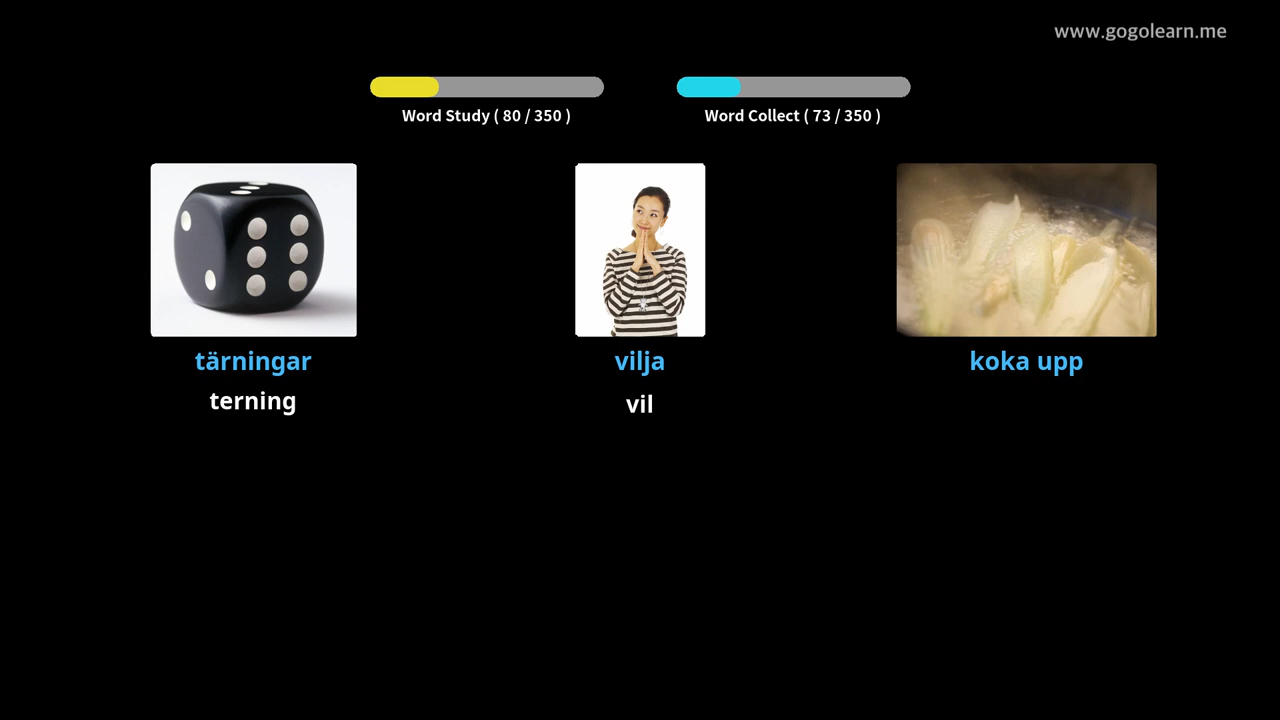 www.gogolearn.me
Word Study ( 80 / 350 )
Word Collect ( 73 / 350 )
tärningar
terning
vilja
vil
koka upp